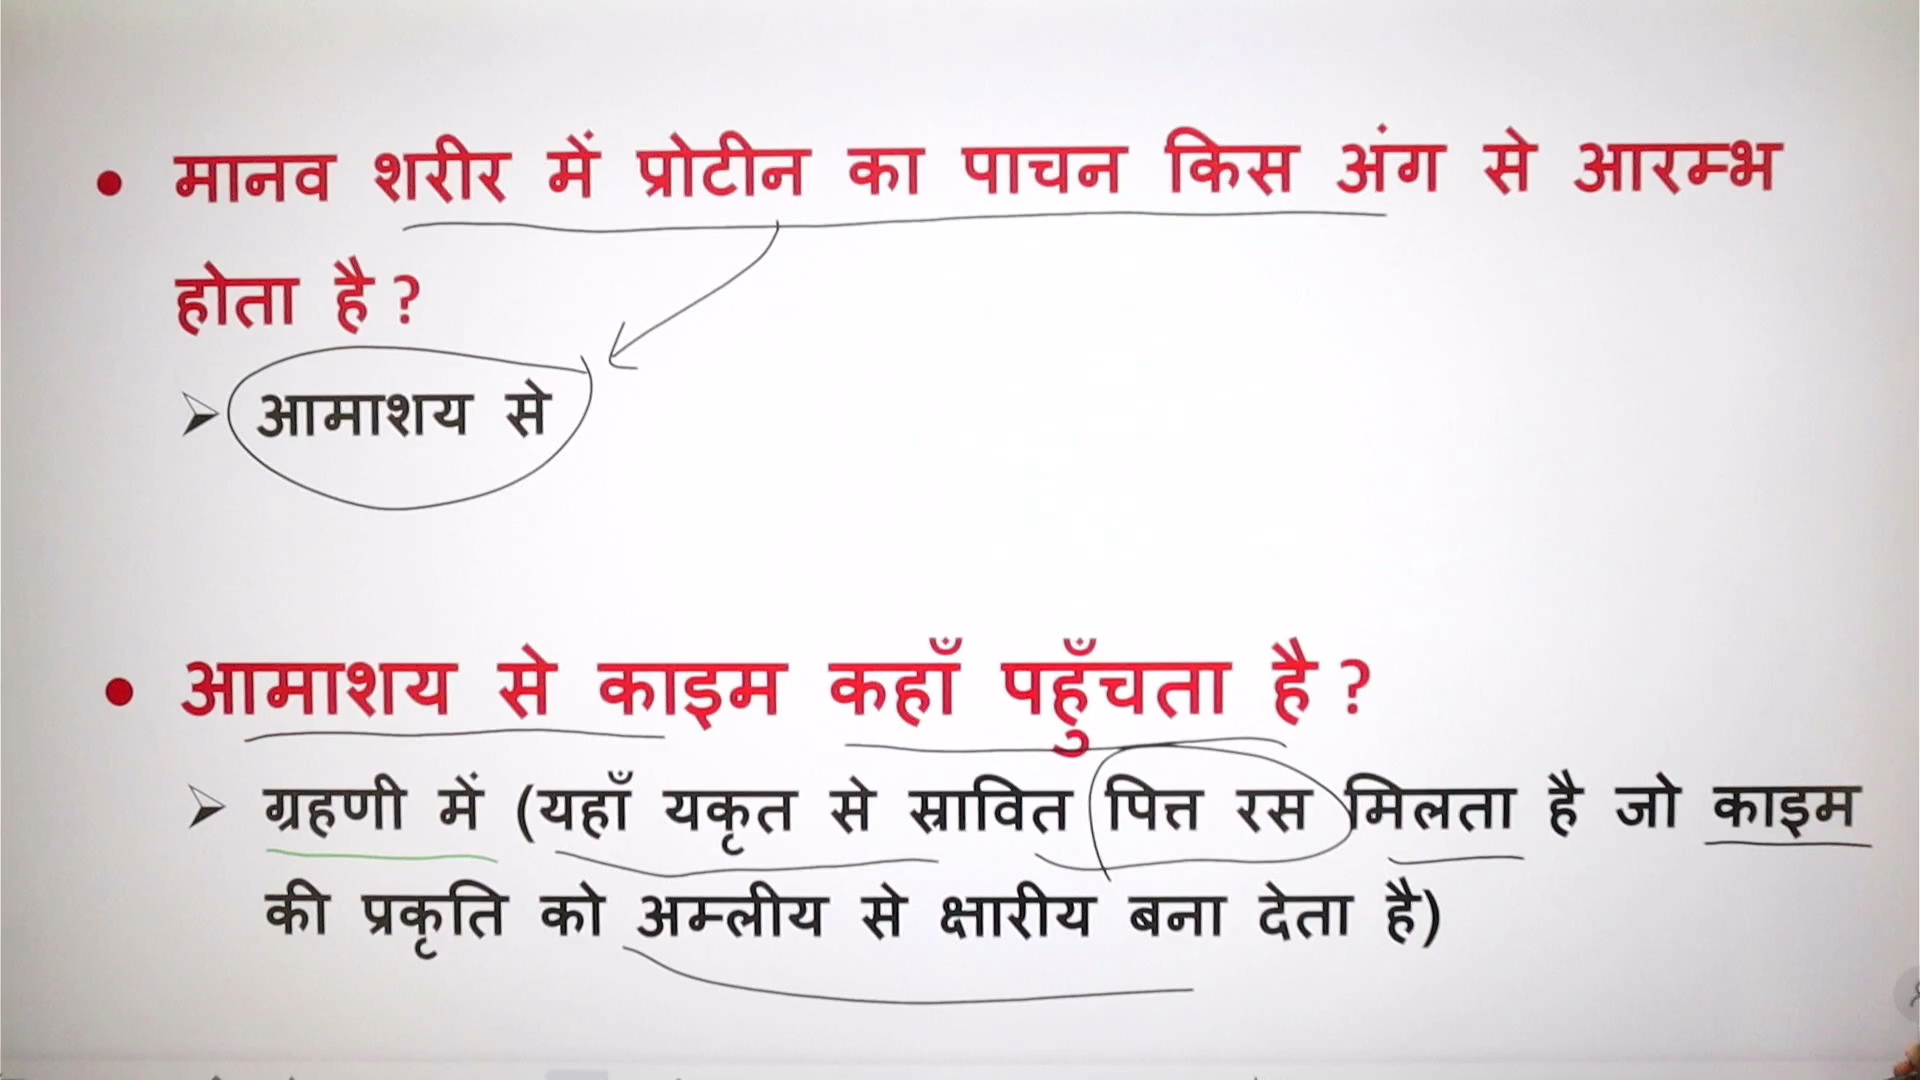 • मानव शरीर में प्रोटीन का पाचन किस अंग से आरम्भ
होता है ?
➢ आमाशय से
• आमाशय से काइम कहाँ पहुँचता है ?
➢ ग्रहणी में (यहाँ यकृत से स्रावित पित्त रस मिलता है जो काइम
की प्रकृति को अम्लीय से क्षारीय बना देता है)